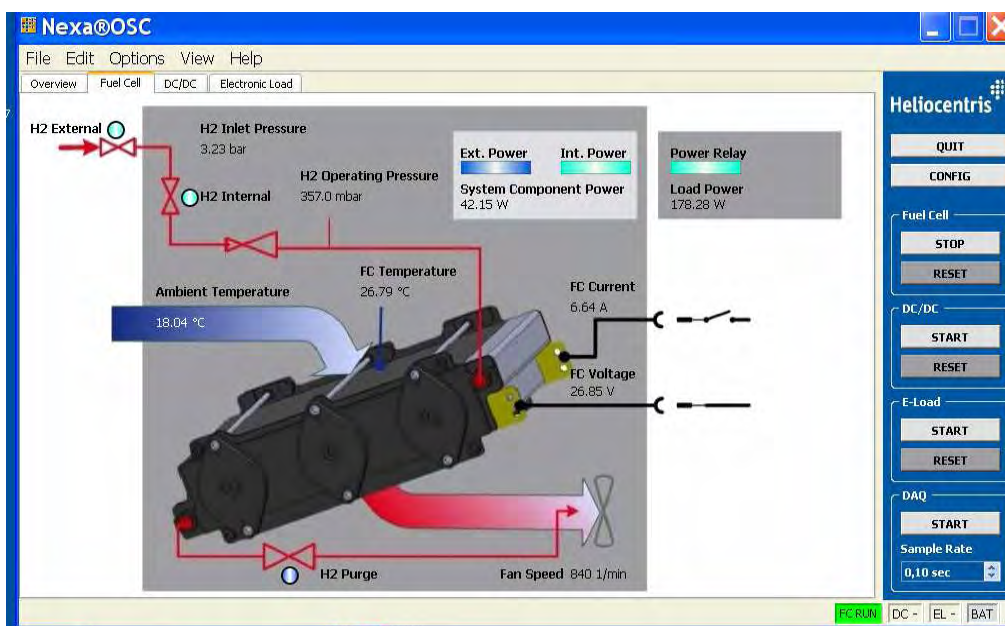 Nexa®OSC
File Edit Options View Help
Overview Fuel Cell DC/DC Electronic Load
H2 External
H2 Inlet Pressure
3.23 bar
H2 Internal
H2 Operating Pressure
357.0 mbar
Ext. Power Int. Power
System Component Power
42.15 W
Power Relay
Load Power
178.28 W
Ambient Temperature
18.04 °C
FC Temperature
26.79 °C
FC Current
6.64 A
FC Voltage
26.85 V
H2 Purge
Fan Speed 840 1/min
Heliocentris
QUIT
CONFIG
Fuel Cell
STOP
RESET
DC/DC
START
RESET
E-Load
START
RESET
DAQ
START
Sample Rate
0,10 sec
FC RUN DC - EL - BAT